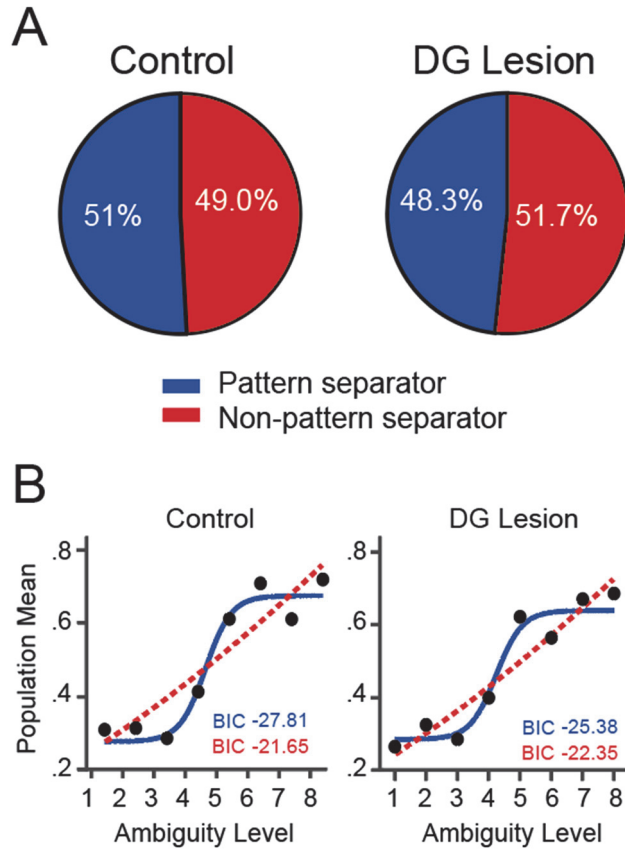 A
Control DG Lesion
51% 49.0% 48.3% 51.7%
Pattern separator
Non-pattern separator
B
Control DG Lesion
Population Mean
.8
.6
.4
.2
BIC -27.81
BIC -21.65
1 2 3 4 5 6 7 8
Ambiguity Level
.8
.6
.4
.2
BIC -25.38
BIC -22.35
1 2 3 4 5 6 7 8
Ambiguity Level